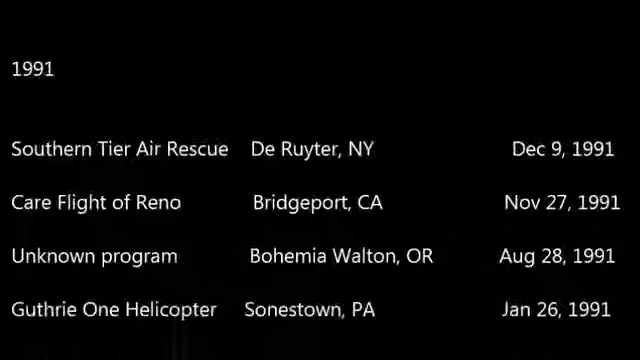 1991
Southern Tier Air Rescue De Ruyter, NY Dec 9, 1991
Care Flight of Reno Bridgeport, CA Nov 27, 1991
Unknown program Bohemia Walton, OR Aug 28, 1991
Guthrie One Helicopter Sonestown, PA Jan 26, 1991